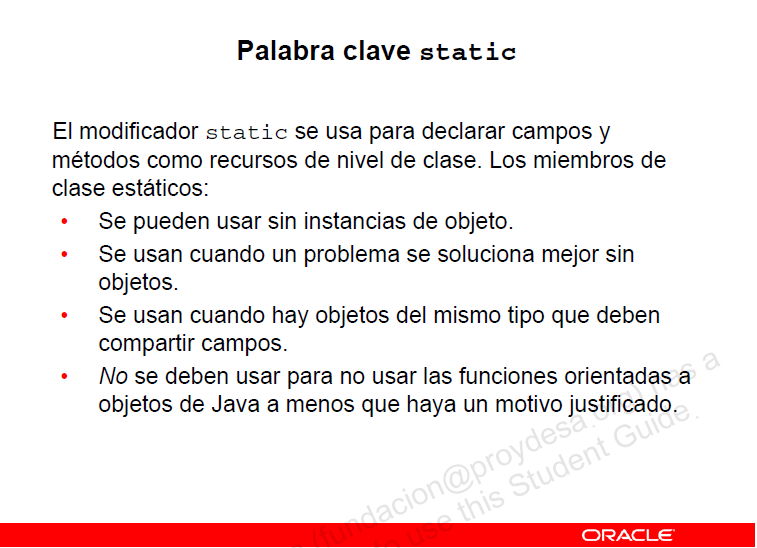 Palabra clave static
El modificador static se usa para declarar campos y
métodos como recursos de nivel de clase. Los miembros de
clase estáticos:
• Se pueden usar sin instancias de objeto.
• Se usan cuando un problema se soluciona mejor sin
objetos.
• Se usan cuando hay objetos del mismo tipo que deben
compartir campos.
• No se deben usar para no usar las funciones orientadas a
objetos de Java a menos que haya un motivo justificado.
(fundacion@proydesa.org) has a
to use this Student Guide.
ORACLE